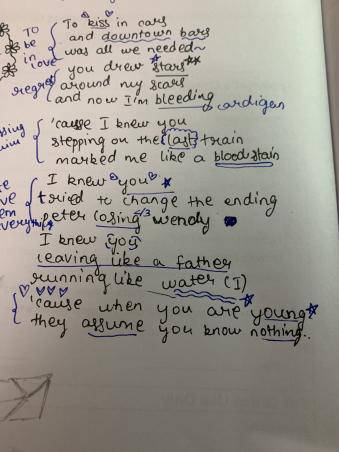 TO BE in LOVE
To kiss in cars
and downtown bars
was all we needed~
regret
you drew stars**
around my scars
and now I'm bleeding
cardigan
'cause I knew you
stepping on the last train
marked me like a blood stain
I knew you
tried to change the ending
peter losing wendy
I knew you
leaving like a father
running like water (I)
'cause when you are young
they assume you know nothing..